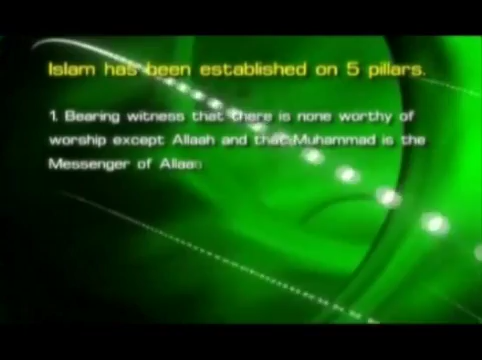 Islam has been established on 5 pillars.
1. Bearing witness that there is none worthy of
worship except Allaah and that Muhammad is the
Messenger of Allaa